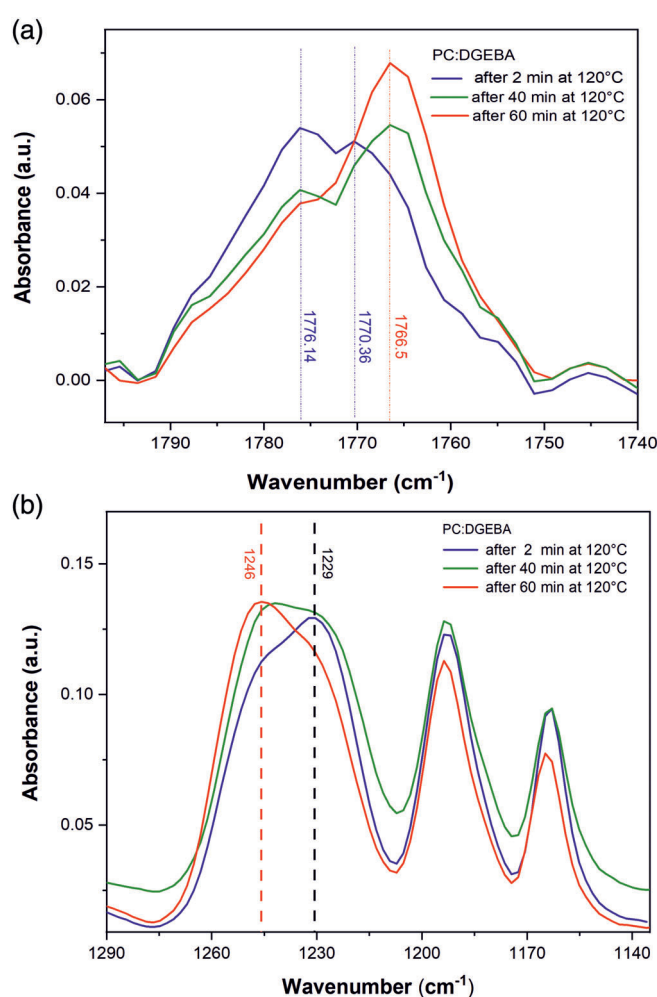 (a)
PC:DGEBA
after 2 min at 120°C
after 40 min at 120°C
after 60 min at 120°C
0.06
0.04
0.02
0.00
Absorbance (a.u.)
1776.14
1770.36
1766.5
1790
1780
1770
1760
1750
1740
Wavenumber (cm⁻¹)
(b)
PC:DGEBA
after 2 min at 120°C
after 40 min at 120°C
after 60 min at 120°C
0.15
0.10
0.05
Absorbance (a.u.)
1246
1229
1290
1260
1230
1200
1170
1140
Wavenumber (cm⁻¹)